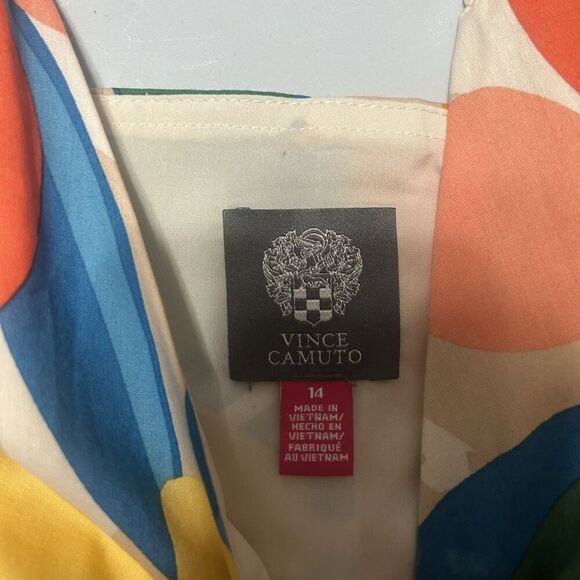 VINCE
CAMUTO
14
MADE IN
VIETNAM/
HECHO EN
VIETNAM/
FABRIQUÉ
AU VIETNAM